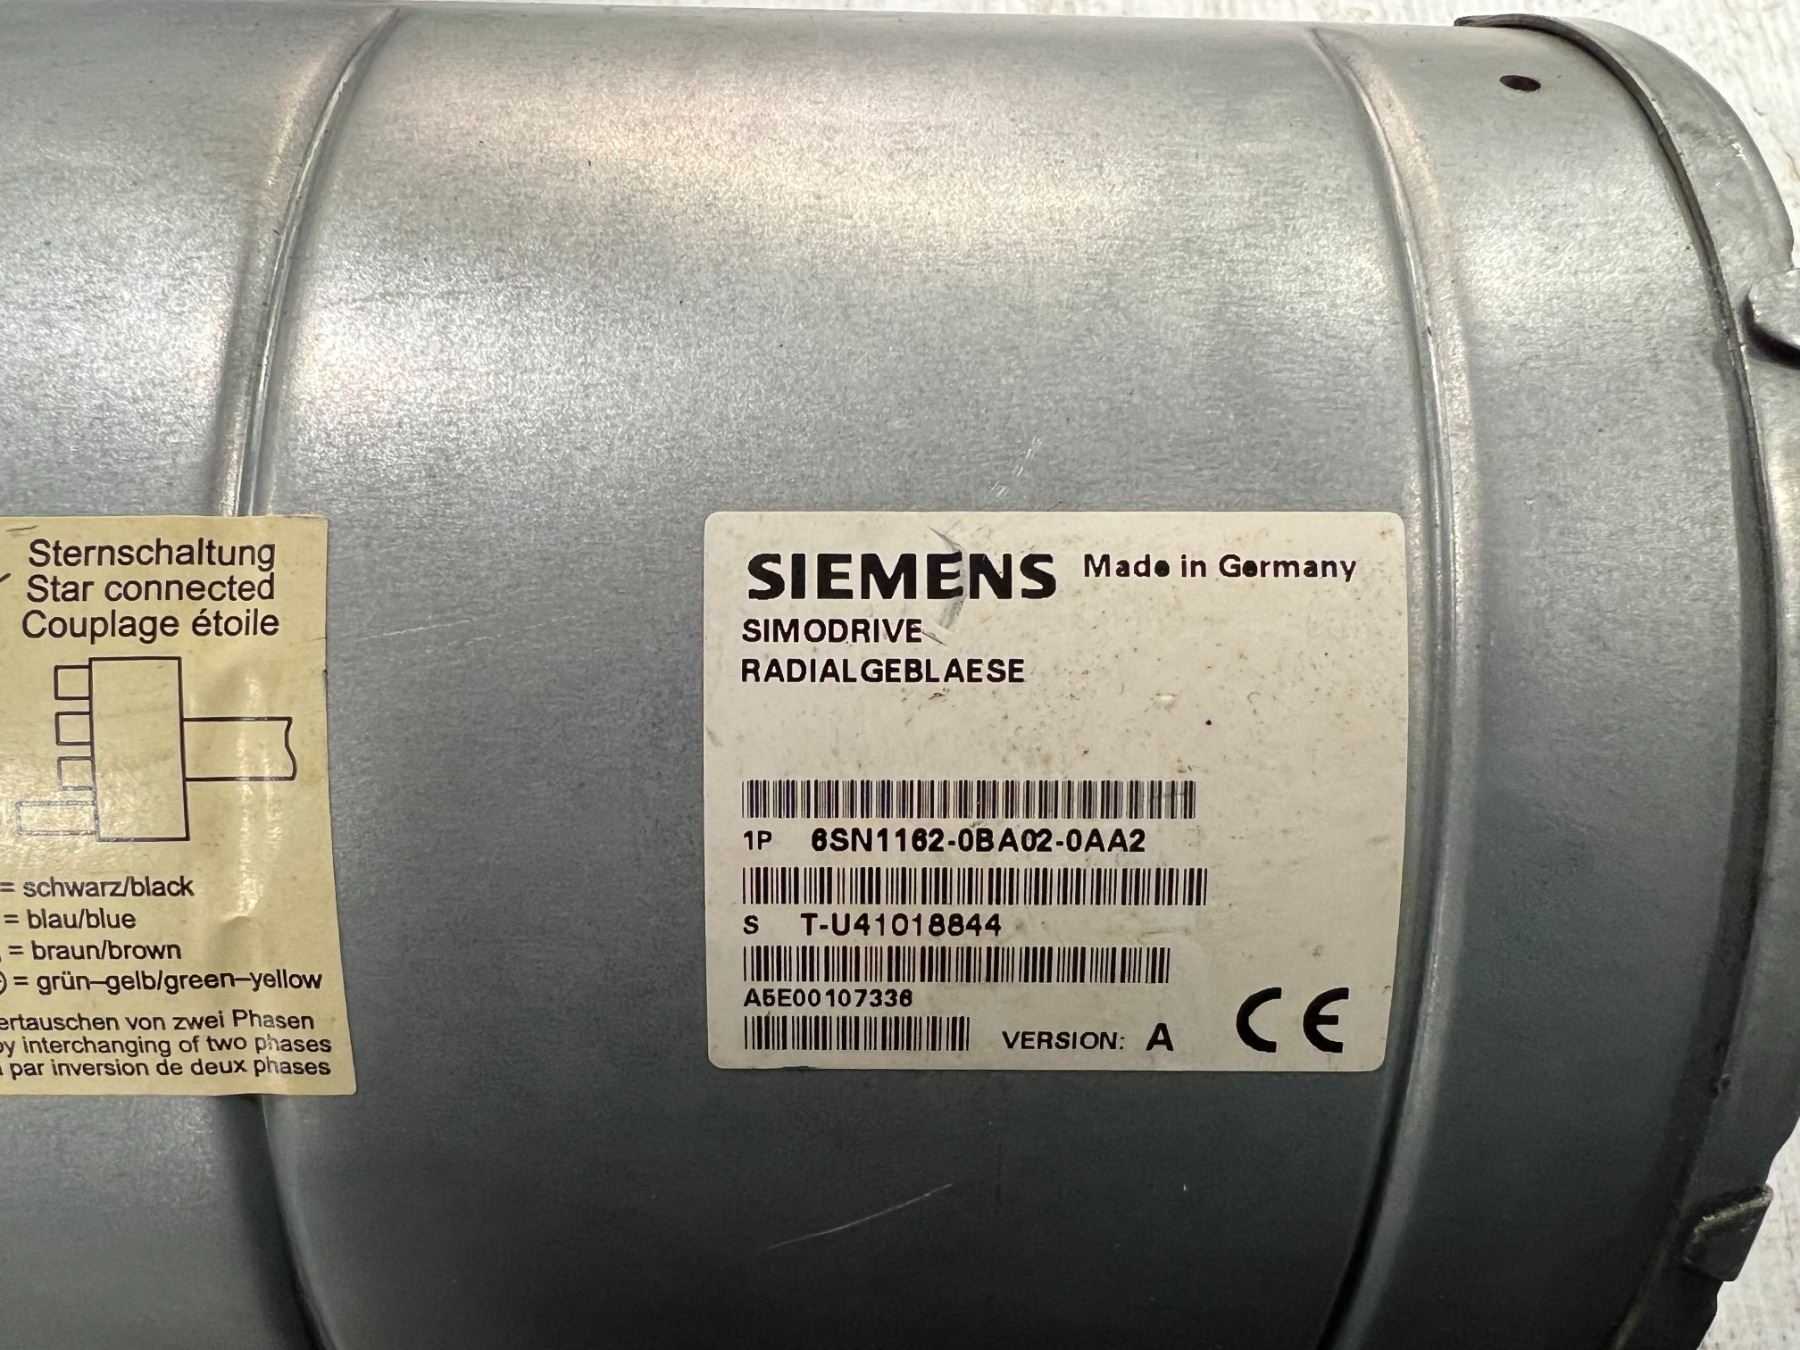 Sternschaltung
Star connected
Couplage étoile
= schwarz/black
= blau/blue
= braun/brown
= grün–gelb/green–yellow
ertauschen von zwei Phasen
by interchanging of two phases
par inversion de deux phases
SIEMENS Made in Germany
SIMODRIVE
RADIALGEBLAESE
1P 6SN1162-0BA02-0AA2
S T-U41018844
A5E00107336
VERSION: A CE